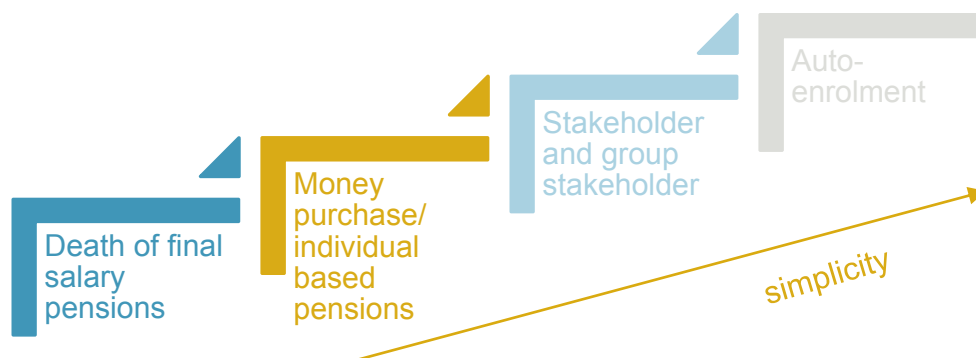 Death of final
salary
pensions
Money
purchase/
individual
based
pensions
Stakeholder
and group
stakeholder
Auto-
enrolment
simplicity